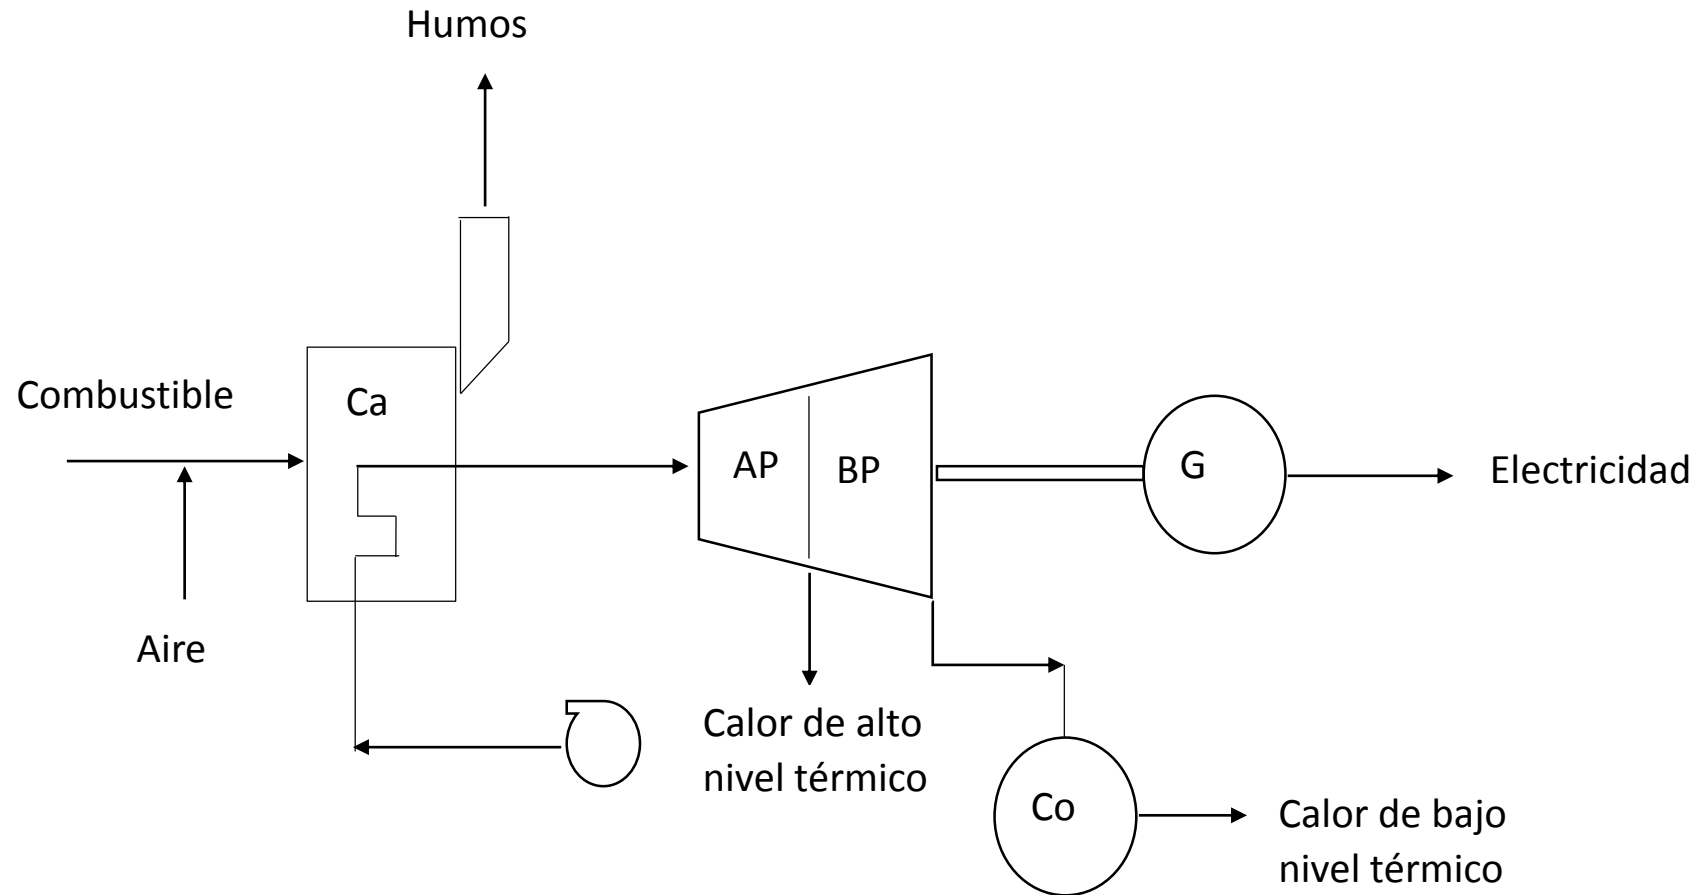 Humos
Combustible
Ca
AP
BP
G
Electricidad
Aire
Calor de alto
nivel térmico
Co
Calor de bajo
nivel térmico